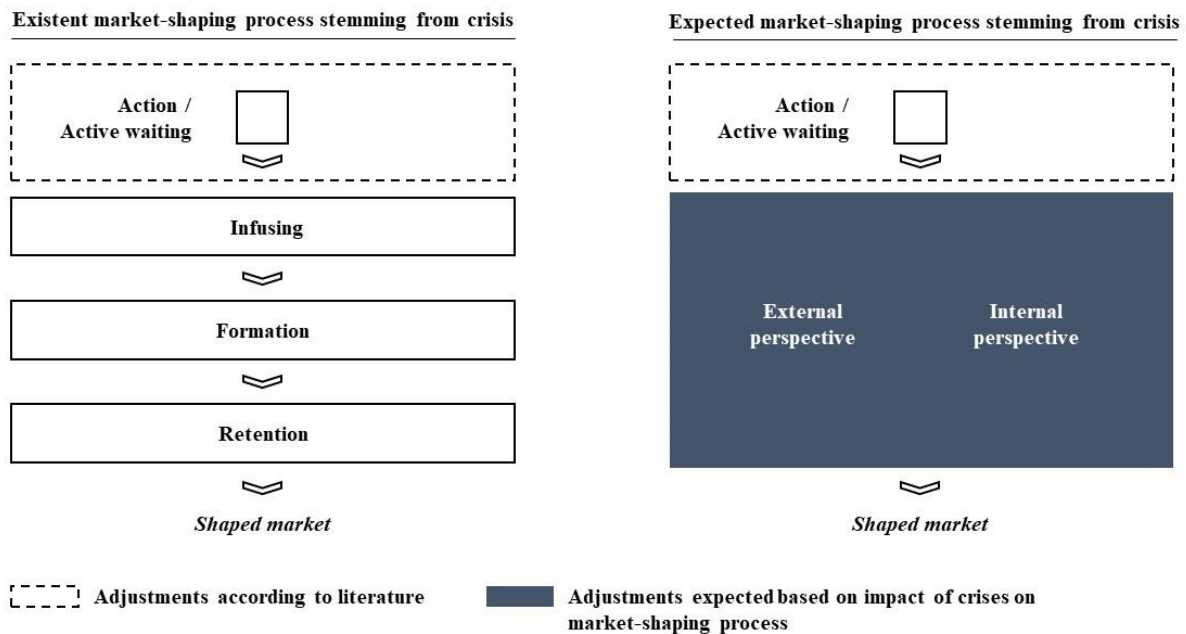 Existent market-shaping process stemming from crisis
Action /
Active waiting
Infusing
Formation
Retention
Shaped market
Expected market-shaping process stemming from crisis
Action /
Active waiting
External
perspective
Internal
perspective
Shaped market
Adjustments according to literature
Adjustments expected based on impact of crises on
market-shaping process